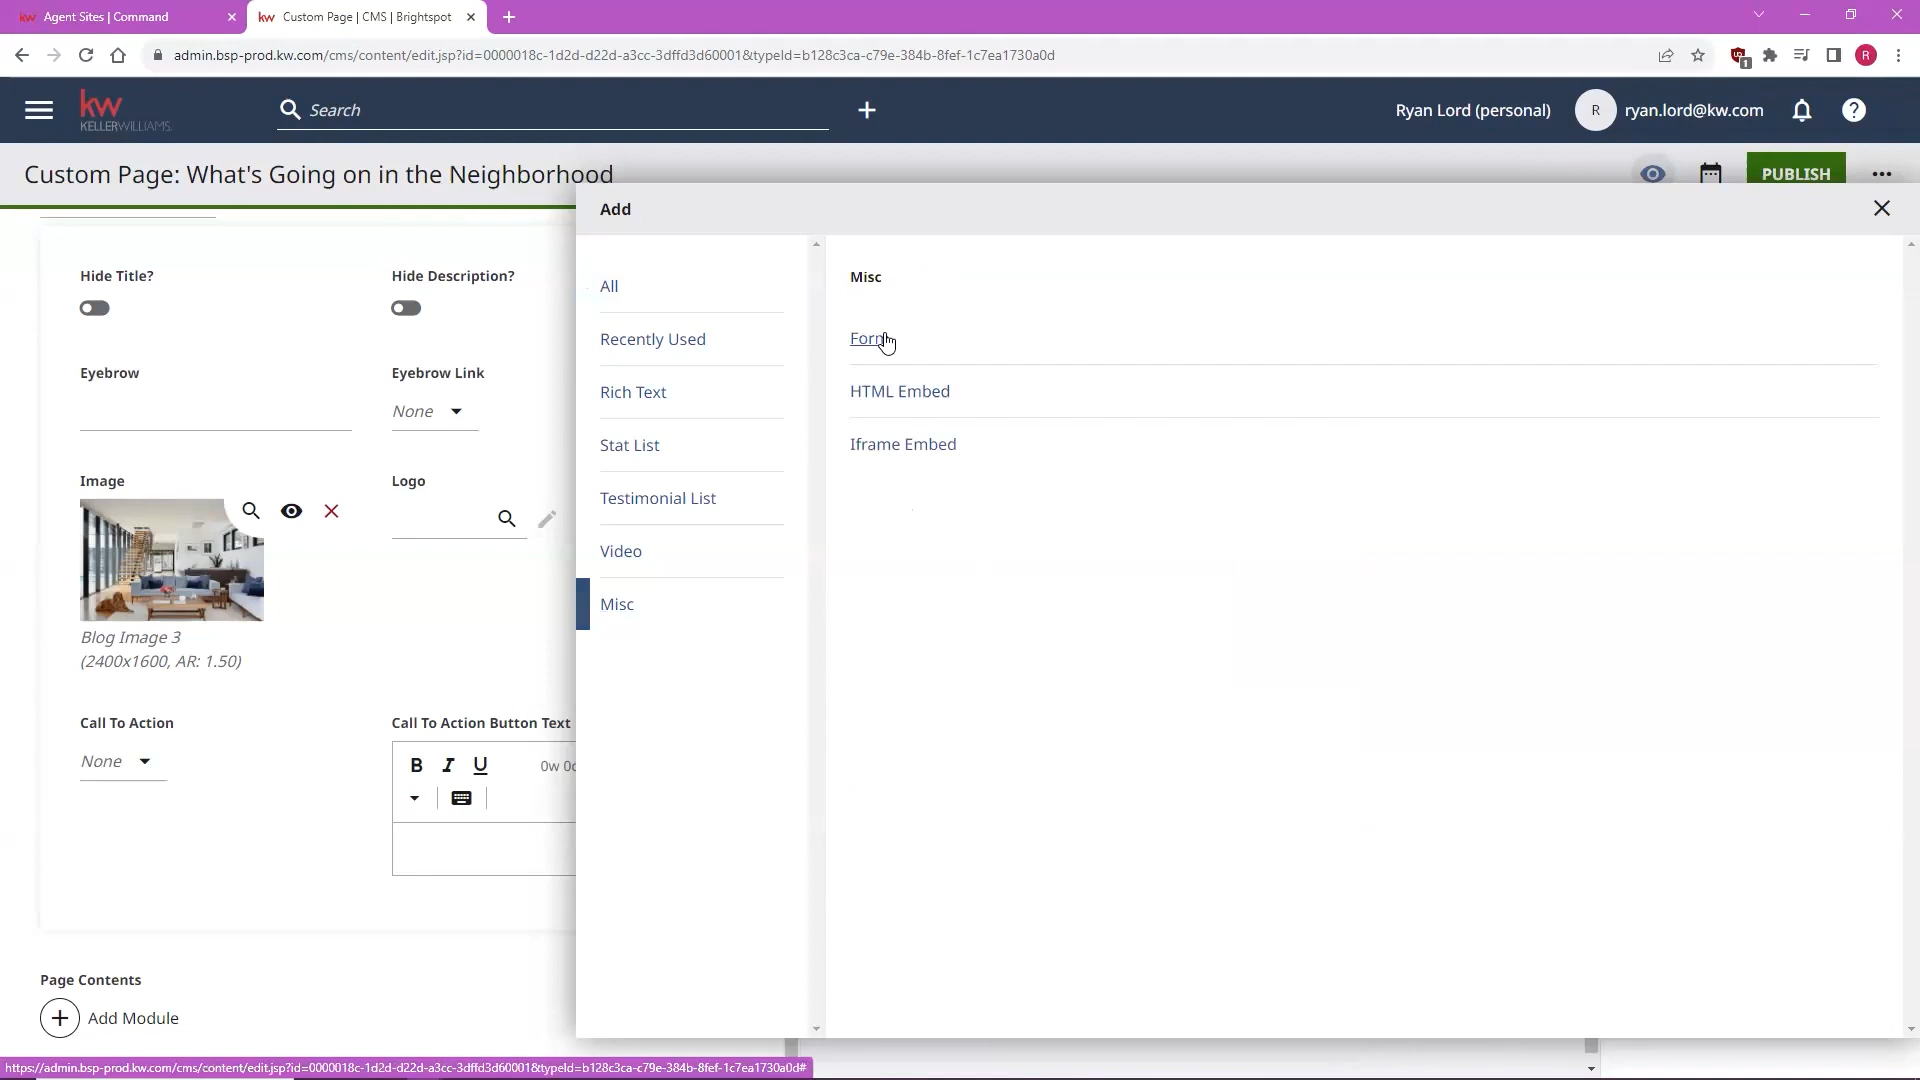 kw Agent Sites | Command
kw Custom Page | CMS | Brightspot
admin.bsp-prod.kw.com/cms/content/edit.jsp?id=0000018c-1d2d-d22d-a3cc-3dffd3d60001&typeId=b128c3ca-c79e-384b-8fef-1c7ea1730a0d
1
R
kw
KELLERWILLIAMS.
Search
Ryan Lord (personal)
R
ryan.lord@kw.com
Custom Page: What's Going on in the Neighborhood
PUBLISH
Add
Hide Title?
Hide Description?
Eyebrow
Eyebrow Link
None
Image
Logo
Blog Image 3
(2400x1600, AR: 1.50)
Call To Action
Call To Action Button Text
None
B I U 0w
Page Contents
Add Module
All
Recently Used
Rich Text
Stat List
Testimonial List
Video
Misc
Misc
Form
HTML Embed
Iframe Embed
https://admin.bsp-prod.kw.com/cms/content/edit.jsp?id=0000018c-1d2d-d22d-a3cc-3dffd3d60001&typeId=b128c3ca-c79e-384b-8fef-1c7ea1730a0d#